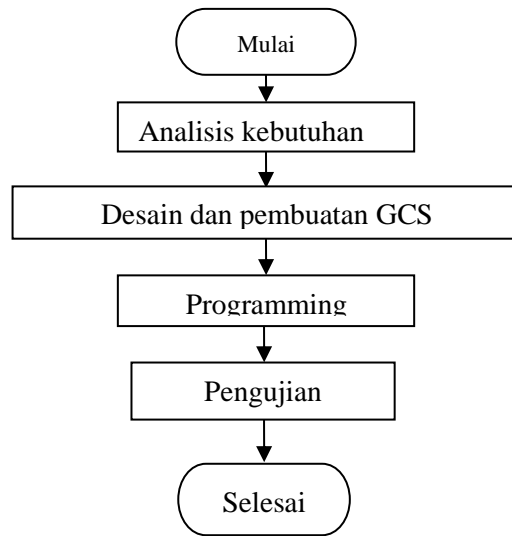 Mulai
Analisis kebutuhan
Desain dan pembuatan GCS
Programming
Pengujian
Selesai